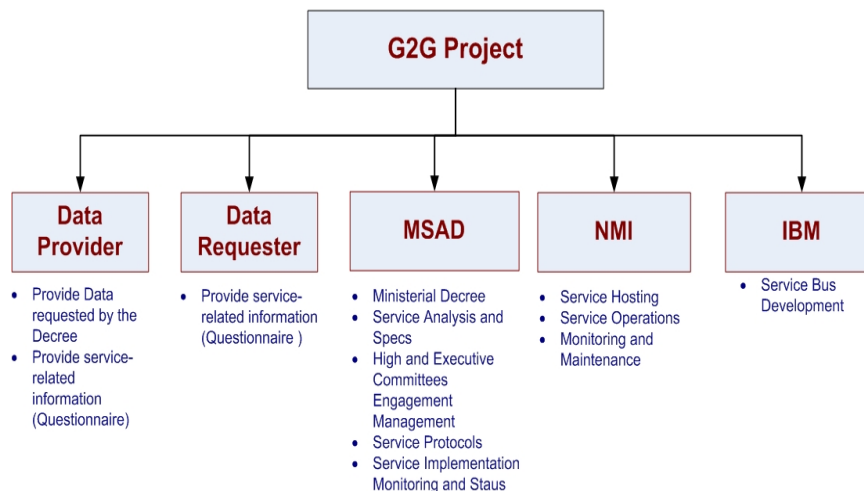 G2G Project
Data
Provider
• Provide Data
requested by the
Decree
• Provide service-
related
information
(Questionnaire)
Data
Requester
• Provide service-
related information
(Questionnaire )
MSAD
• Ministerial Decree
• Service Analysis and
Specs
• High and Executive
Committees
Engagement
Management
• Service Protocols
• Service Implementation
Monitoring and Staus
NMI
• Service Hosting
• Service Operations
• Monitoring and
Maintenance
IBM
• Service Bus
Development